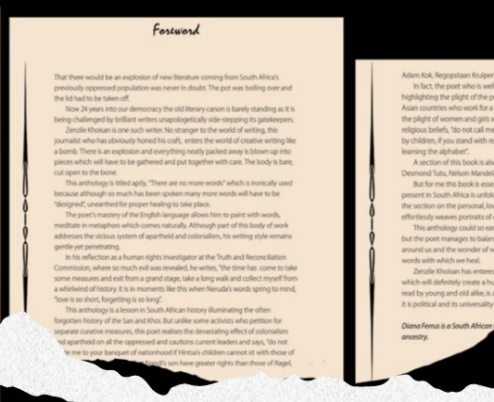 Foreword
That there would be an explosion of new literature coming from South Africa's
previously oppressed population was never in doubt. The pot was boiling over and
the lid had to be taken off.
Now 24 years into our democracy the old literary canon is barely standing as it is
being challenged by brilliant writers unapologetically side-stepping its gatekeepers.
Zenzile Khoisan is one such writer. No stranger to the world of writing, this
journalist who has obviously honed his craft, enters the world of creative writing like
a bomb. There is an explosion and everything neatly packed away is blown up into
pieces which will have to be gathered and put together with care. The body is bare,
cut open to the bone.
This anthology is titled aptly, "There are no more words" which is ironically used
because although so much has been spoken many more words will have to be
"designed", unearthed for proper healing to take place.
The poet's mastery of the English language allows him to paint with words,
meditate in metaphors which comes naturally. Although part of this body of work
addresses the vicious system of apartheid and colonialism, his writing style remains
gently yet penetrating.
In his reflection as a human rights investigator at the Truth and Reconciliation
Commission, where so much evil was revealed, he writes, "the time has come to take
some measures and exit from a grand stage, take a long walk and collect myself from
a whirlwind of history. It is in moments like this when Neruda's words spring to mind,
"love is so short, forgetting is so long".
This anthology is a lesson in South African history illuminating the often
forgotten history of the San and Khoi. But unlike some activists who petition for
separate curative measures, this poet realises the devastating effect of colonialism
and apartheid on all the oppressed and cautions current leaders and says, "do not
me to your banquet of nationhood if Hintsa's children cannot sit with those of
son have greater rights than those of Ragel,
Adam Kok, Regopstaan Kruiper
In fact, the poet who is well
highlighting the plight of the p
Asian countries who work for a
the plight of women and girls w
religious beliefs, "do not call me
by children, if you stand with re
learning the alphabet".
A section of this book is als
Desmond Tutu, Nelson Mandel
But for me this book is esse
present in South Africa is unfol
the section on the personal, lov
effortlessly weaves portraits of
This anthology could so eas
but the poet manages to balan
around us and the wonder of w
words with which we heal.
Zenzile Khoisan has entere
which will definitely create a hu
read by young and old alike, is
it is political and its universality
Diana Ferrus is a South African
ancestry.